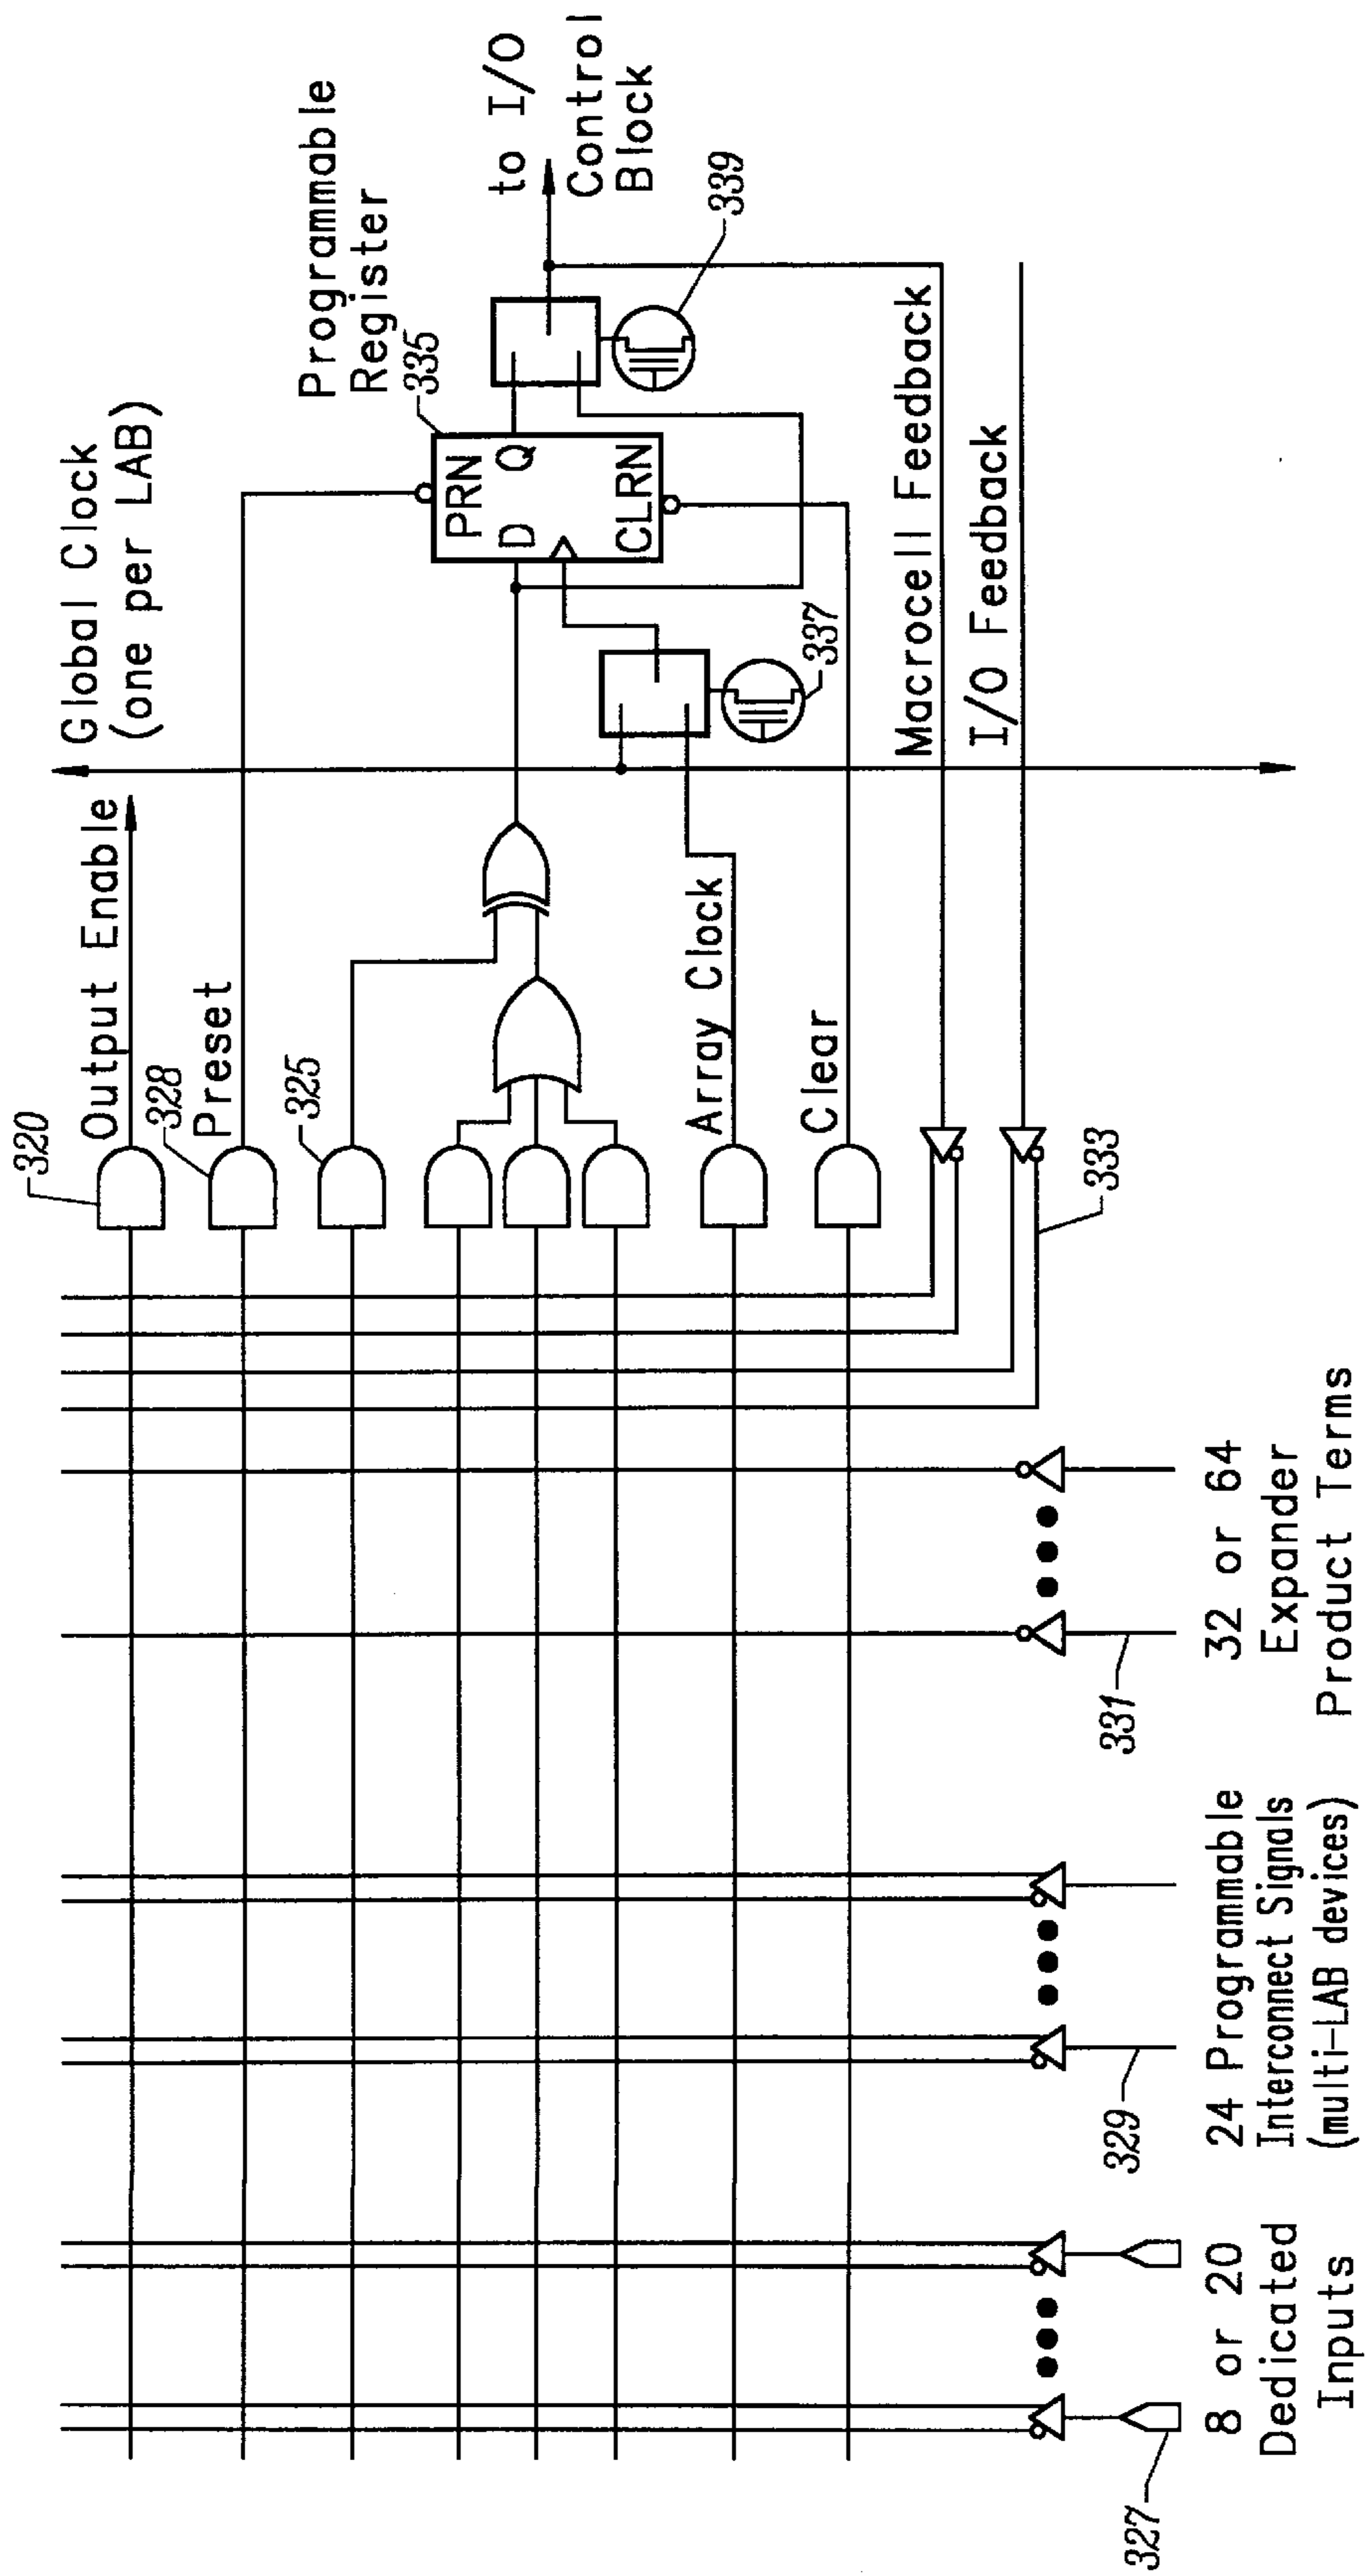 320
Output Enable
Global Clock
(one per LAB)
328
Preset
Programmable
Register
335
to I/O
Control
Block
325
339
Array Clock
337
Clear
Macrocell Feedback
I/O Feedback
PRN
D Q
CLRN
333
327
329
331
8 or 20
Dedicated
Inputs
24 Programmable
Interconnect Signals
(multi-LAB devices)
32 or 64
Expander
Product Terms